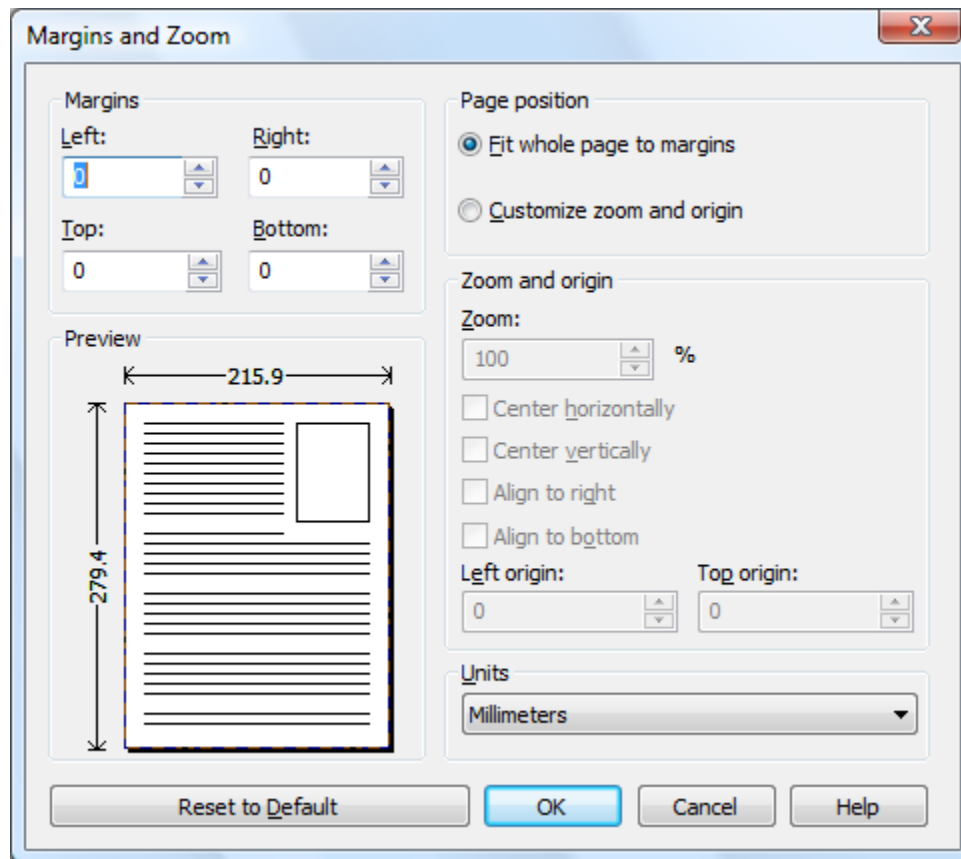 Margins and Zoom
Margins
Left:
Right:
0
0
Top:
Bottom:
0
0
Preview
215.9
279.4
Page position
Fit whole page to margins
Customize zoom and origin
Zoom and origin
Zoom:
100
%
Center horizontally
Center vertically
Align to right
Align to bottom
Left origin:
Top origin:
0
0
Units
Millimeters
Reset to Default
OK
Cancel
Help